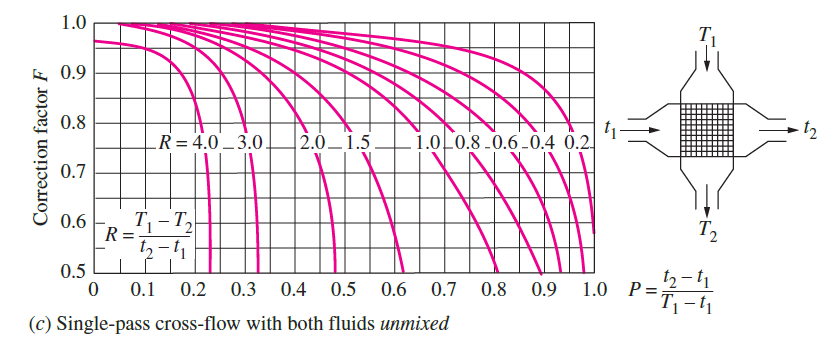 Correction factor F
1.0
0.9
0.8
0.7
0.6
0.5
R = 4.0 3.0 2.0 1.5 1.0 0.8 0.6 0.4 0.2
R = T1 – T2 / t2 – t1
0 0.1 0.2 0.3 0.4 0.5 0.6 0.7 0.8 0.9 1.0
T1
t1
t2
T2
P = t2 – t1 / T1 – t1
(c) Single-pass cross-flow with both fluids unmixed